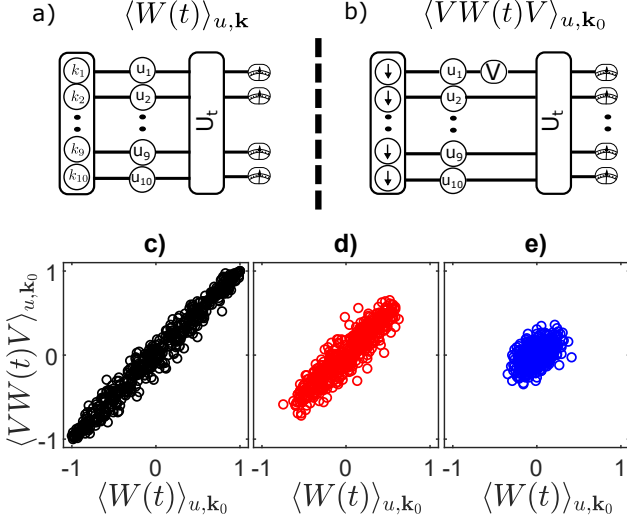 a) ⟨W(t)⟩u,k b) ⟨VW(t)V⟩u,k₀
k₁ u₁ ↓ u₁ V
k₂ u₂ ↓ u₂
Uₜ Uₜ
k₉ u₉ ↓ u₉
k₁₀ u₁₀ ↓ u₁₀
c) d) e)
⟨VW(t)V⟩u,k₀
1
0
-1
-1 0 1 -1 0 1 -1 0 1
⟨W(t)⟩u,k₀ ⟨W(t)⟩u,k₀ ⟨W(t)⟩u,k₀